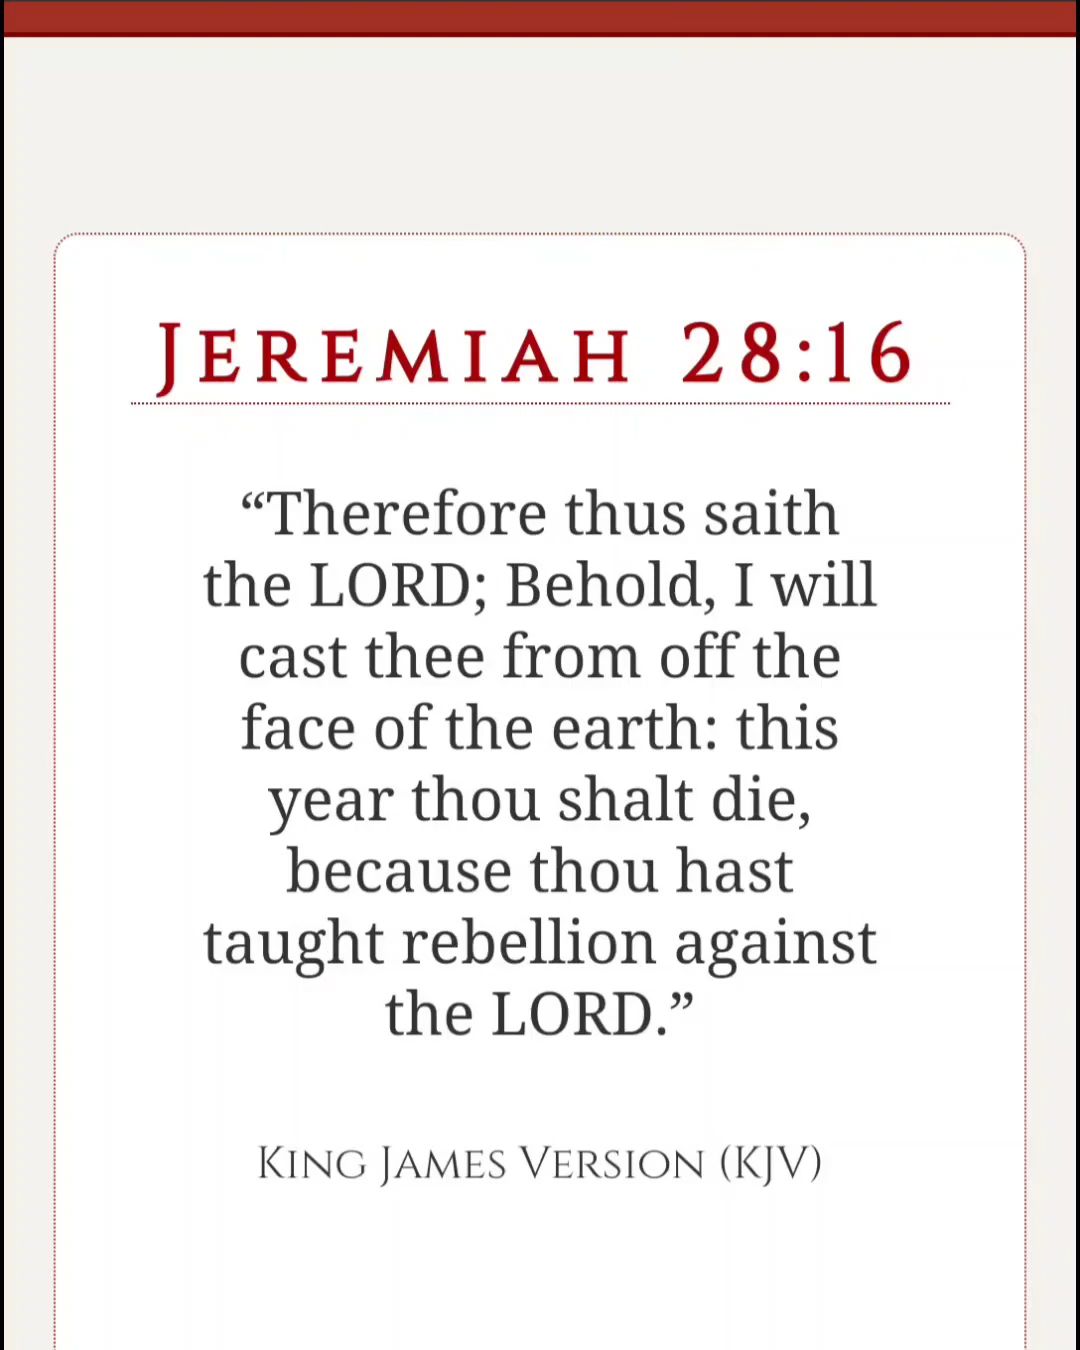 Jeremiah 28:16
“Therefore thus saith
the LORD; Behold, I will
cast thee from off the
face of the earth: this
year thou shalt die,
because thou hast
taught rebellion against
the LORD.”
King James Version (KJV)